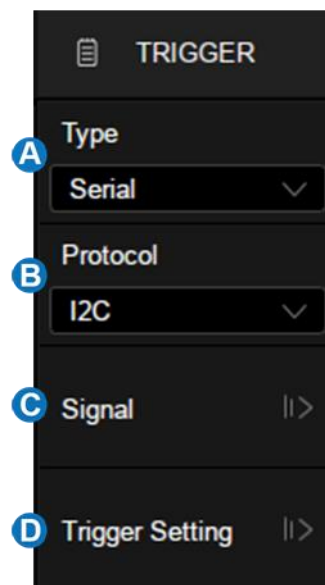 TRIGGER
Type
A
Serial
Protocol
B
I2C
C Signal
D Trigger Setting